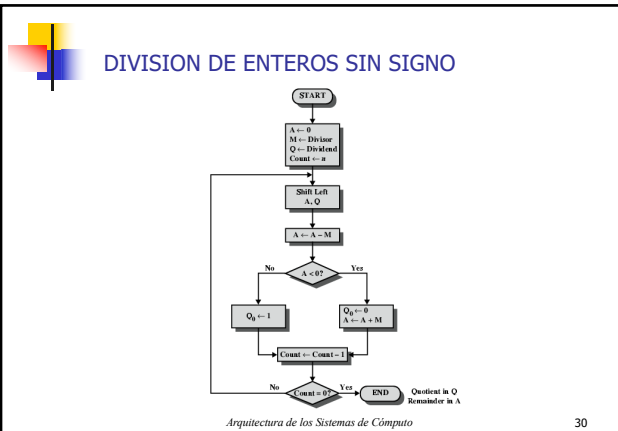 DIVISION DE ENTEROS SIN SIGNO
START
A ← 0
M ← Divisor
Q ← Dividend
Count ← n
Shift Left
A, Q
A ← A – M
No
A < 0?
Yes
Q₀ ← 1
Q₀ ← 0
A ← A + M
Count ← Count – 1
No
Count = 0?
Yes
END
Quotient in Q
Remainder in A
Arquitectura de los Sistemas de Cómputo
30